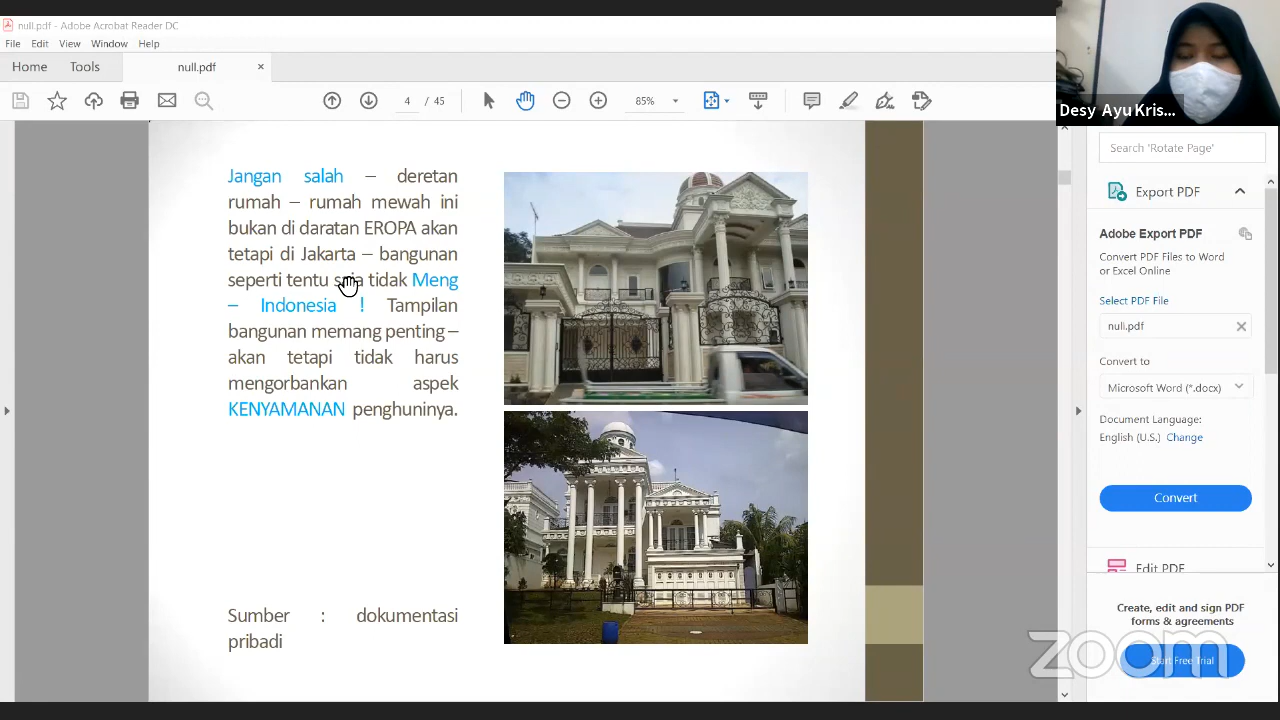 null.pdf - Adobe Acrobat Reader DC
File Edit View Window Help
Home Tools null.pdf ×
4 / 45 85%
Desy Ayu Kris...
Jangan salah – deretan
rumah – rumah mewah ini
bukan di daratan EROPA akan
tetapi di Jakarta – bangunan
seperti tentu tidak Meng
– Indonesia ! Tampilan
bangunan memang penting –
akan tetapi tidak harus
mengorbankan aspek
KENYAMANAN penghuninya.
Sumber : dokumentasi
pribadi
Search 'Rotate Page'
Export PDF
Adobe Export PDF
Convert PDF Files to Word
or Excel Online
Select PDF File
null.pdf
Convert to
Microsoft Word (*.docx)
Document Language:
English (U.S.) Change
Convert
Edit PDF
Create, edit and sign PDF
forms & agreements
Start Free Trial
zoom